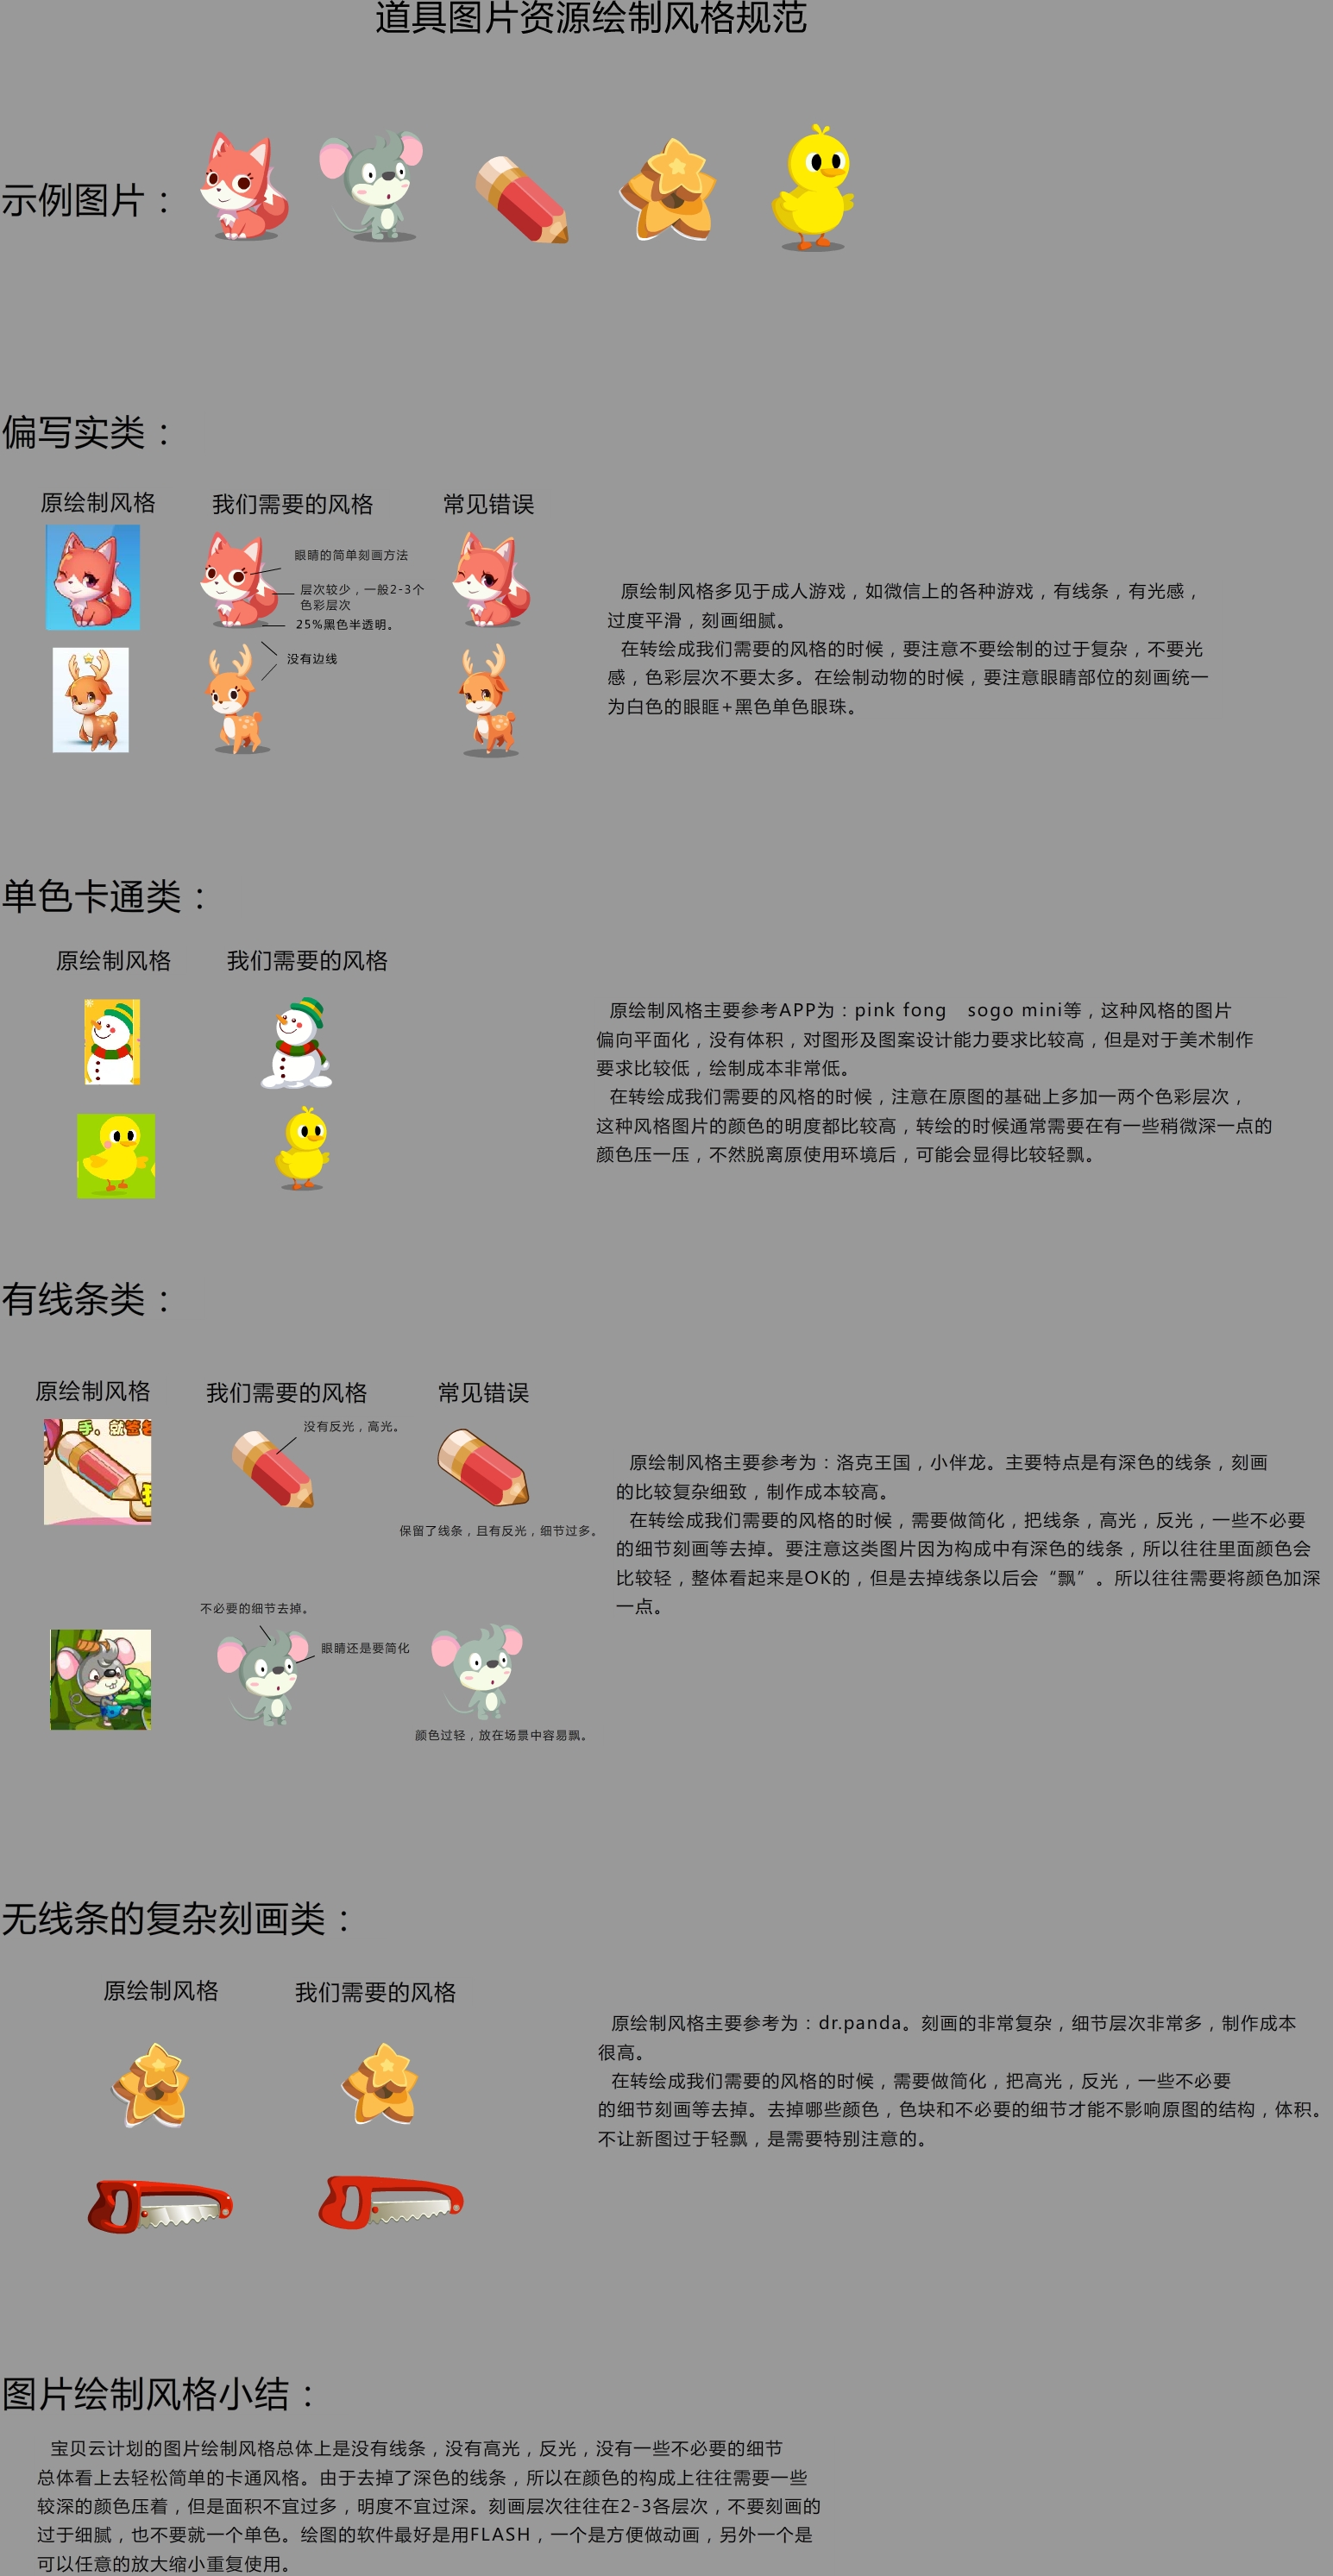 道具图片资源绘制风格规范
示例图片：
偏写实类：
原绘制风格
我们需要的风格
常见错误
眼睛的简单刻画方法
层次较少，一般2-3个
色彩层次
25%黑色半透明。
没有边线
原绘制风格多见于成人游戏，如微信上的各种游戏，有线条，有光感，
过度平滑，刻画细腻。
在转绘成我们需要的风格的时候，要注意不要绘制的过于复杂，不要光
感，色彩层次不要太多。在绘制动物的时候，要注意眼睛部位的刻画统一
为白色的眼眶+黑色单色眼珠。
单色卡通类：
原绘制风格
我们需要的风格
原绘制风格主要参考APP为：pink fong sogo mini等，这种风格的图片
偏向平面化，没有体积，对图形及图案设计能力要求比较高，但是对于美术制作
要求比较低，绘制成本非常低。
在转绘成我们需要的风格的时候，注意在原图的基础上多加一两个色彩层次，
这种风格图片的颜色的明度都比较高，转绘的时候通常需要在有一些稍微深一点的
颜色压一压，不然脱离原使用环境后，可能会显得比较轻飘。
有线条类：
原绘制风格
我们需要的风格
常见错误
手、就签
没有反光，高光。
保留了线条，且有反光，细节过多。
原绘制风格主要参考为：洛克王国，小伴龙。主要特点是有深色的线条，刻画
的比较复杂细致，制作成本较高。
在转绘成我们需要的风格的时候，需要做简化，把线条，高光，反光，一些不必要
的细节刻画等去掉。要注意这类图片因为构成中有深色的线条，所以往往里面颜色会
比较轻，整体看起来是OK的，但是去掉线条以后会“飘”。所以往往需要将颜色加深
一点。
不必要的细节去掉。
眼睛还是要简化
颜色过轻，放在场景中容易飘。
无线条的复杂刻画类：
原绘制风格
我们需要的风格
原绘制风格主要参考为：dr.panda。刻画的非常复杂，细节层次非常多，制作成本
很高。
在转绘成我们需要的风格的时候，需要做简化，把高光，反光，一些不必要
的细节刻画等去掉。去掉哪些颜色，色块和不必要的细节才能不影响原图的结构，体积。
不让新图过于轻飘，是需要特别注意的。
图片绘制风格小结：
宝贝云计划的图片绘制风格总体上是没有线条，没有高光，反光，没有一些不必要的细节
总体看上去轻松简单的卡通风格。由于去掉了深色的线条，所以在颜色的构成上往往需要一些
较深的颜色压着，但是面积不宜过多，明度不宜过深。刻画层次往往在2-3各层次，不要刻画的
过于细腻，也不要就一个单色。绘图的软件最好是用FLASH，一个是方便做动画，另外一个是
可以任意的放大缩小重复使用。